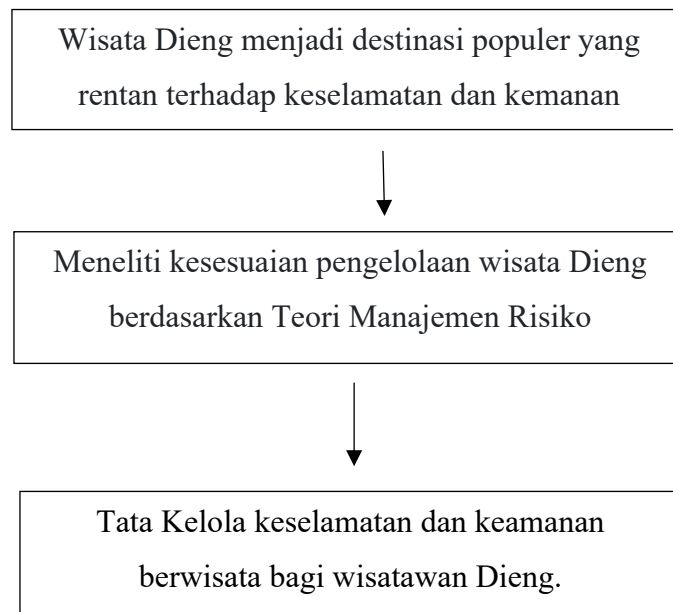 Wisata Dieng menjadi destinasi populer yang
rentan terhadap keselamatan dan kemanan
Meneliti kesesuaian pengelolaan wisata Dieng
berdasarkan Teori Manajemen Risiko
Tata Kelola keselamatan dan keamanan
berwisata bagi wisatawan Dieng.